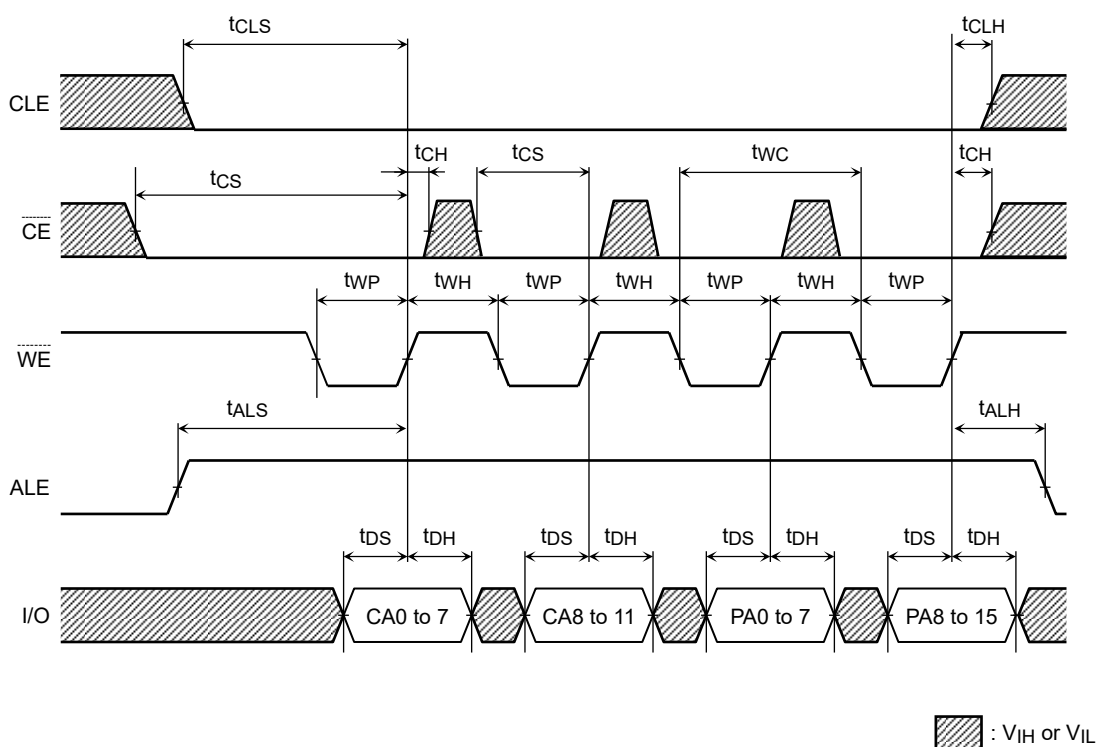 tCLS tCLH
CLE
tCH tCS tWC tCH
tCS
CE
tWP tWH tWP tWH tWP tWH tWP
WE
tALS tALH
ALE
tDS tDH tDS tDH tDS tDH tDS tDH
I/O CA0 to 7 CA8 to 11 PA0 to 7 PA8 to 15
: VIH or VIL